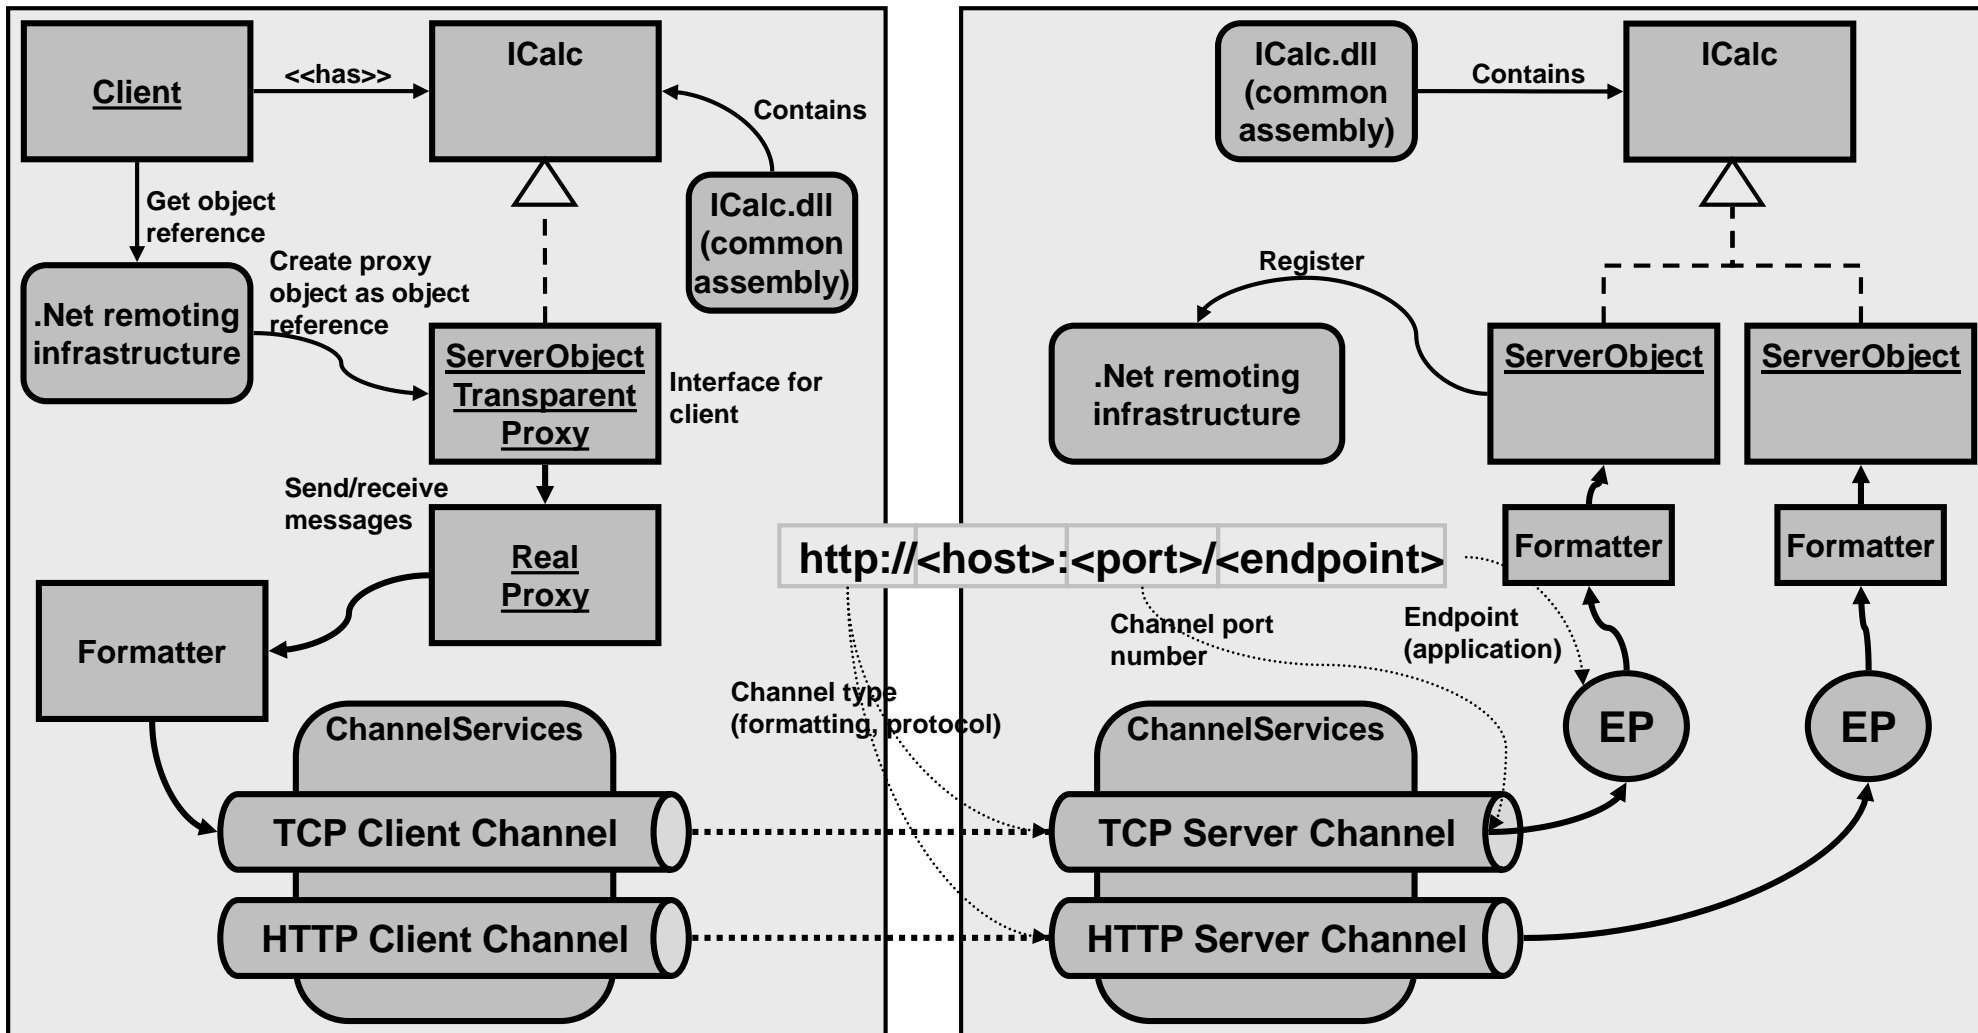 Client
<<has>>
ICalc
Contains
ICalc.dll
(common
assembly)
Get object
reference
Create proxy
object as object
reference
.Net remoting
infrastructure
ServerObject
Transparent
Proxy
Interface for
client
Send/receive
messages
Real
Proxy
Formatter
ChannelServices
TCP Client Channel
HTTP Client Channel
ICalc.dll
(common
assembly)
Contains
ICalc
Register
.Net remoting
infrastructure
ServerObject
ServerObject
Formatter
Formatter
http://<host>:<port>/<endpoint>
Channel port
number
Endpoint
(application)
Channel type
(formatting, protocol)
EP
EP
ChannelServices
TCP Server Channel
HTTP Server Channel